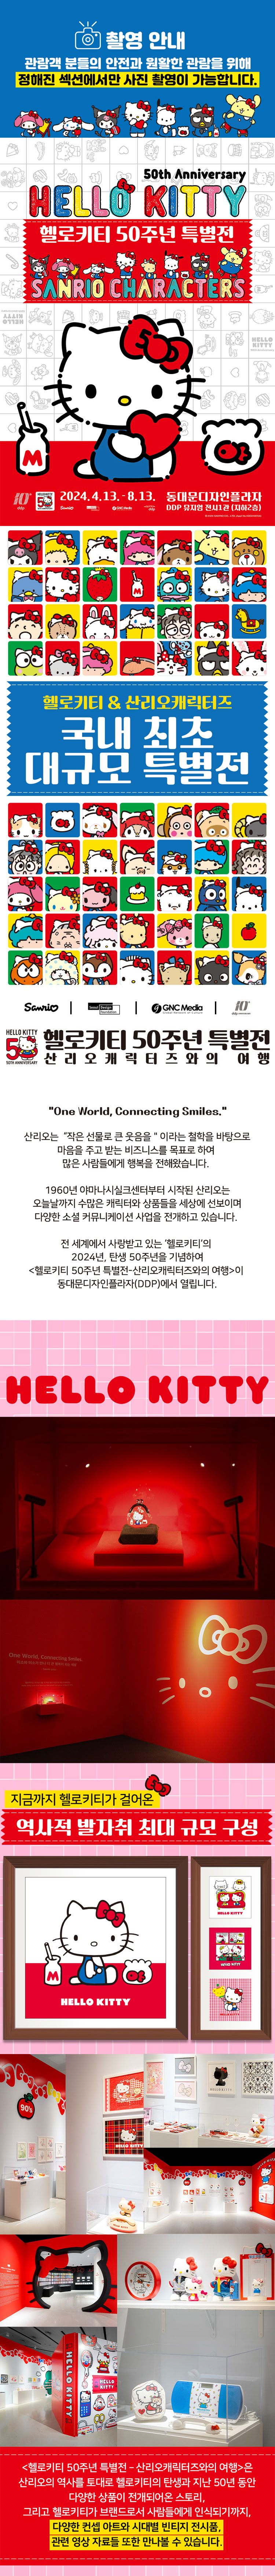 촬영 안내
관람객 분들의 안전과 원활한 관람을 위해
정해진 섹션에서만 사진 촬영이 가능합니다.
50th Anniversary
HELLO KITTY
헬로키티 50주년 특별전
SANRIO CHARACTERS
M
2024. 4. 13. - 8. 13.
동대문디자인플라자
DDP 뮤지엄 전시1관 (지하2층)
M
헬로키티 & 산리오캐릭터즈
국내 최초
대규모 특별전
Sanrio
Seoul Design Foundation
GNC Media
HELLO KITTY
50
50TH ANNIVERSARY
헬로키티 50주년 특별전
산리오캐릭터즈와의 여행
"One World, Connecting Smiles."
산리오는 “작은 선물로 큰 웃음을 " 이라는 철학을 바탕으로
마음을 주고 받는 비즈니스를 목표로 하여
많은 사람들에게 행복을 전해왔습니다.
1960년 야마나시실크센터부터 시작된 산리오는
오늘날까지 수많은 캐릭터와 상품들을 세상에 선보이며
다양한 소셜 커뮤니케이션 사업을 전개하고 있습니다.
전 세계에서 사랑받고 있는 '헬로키티'의
2024년, 탄생 50주년을 기념하여
<헬로키티 50주년 특별전-산리오캐릭터즈와의 여행>이
동대문디자인플라자(DDP)에서 열립니다.
HELLO KITTY
One World, Connecting Smiles.
지금까지 헬로키티가 걸어온
역사적 발자취 최대 규모 구성
M
HELLO KITTY
HELLO KITTY
HELLO KITTY
90's
HELLO KITTY
HELLO KITTY
<헬로키티 50주년 특별전 – 산리오캐릭터즈와의 여행>은
산리오의 역사를 토대로 헬로키티의 탄생과 지난 50년 동안
다양한 상품이 전개되어온 스토리,
그리고 헬로키티가 브랜드로서 사람들에게 인식되기까지,
다양한 컨셉 아트와 시대별 빈티지 전시품,
관련 영상 자료들 또한 만나볼 수 있습니다.